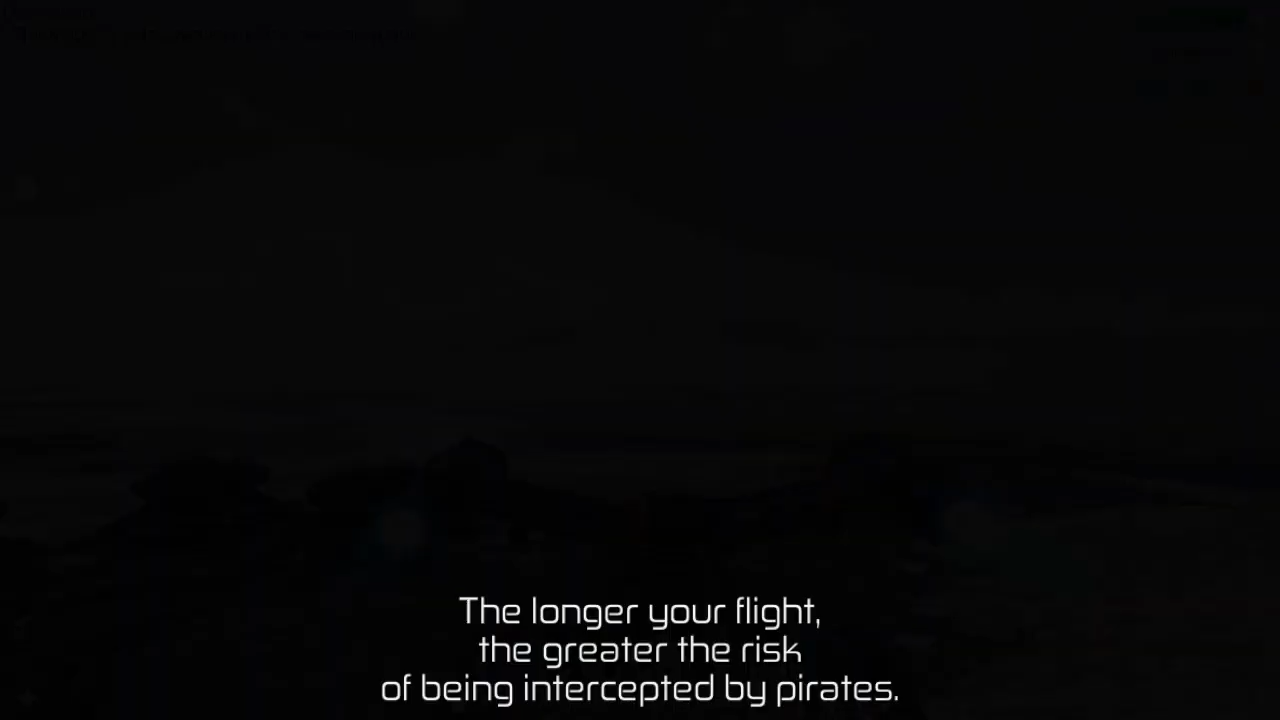 The longer your flight,
the greater the risk
of being intercepted by pirates.